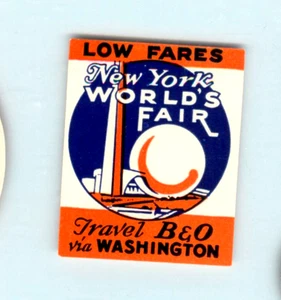 LOW FARES
New York
WORLD'S
FAIR
Travel B&O
via WASHINGTON